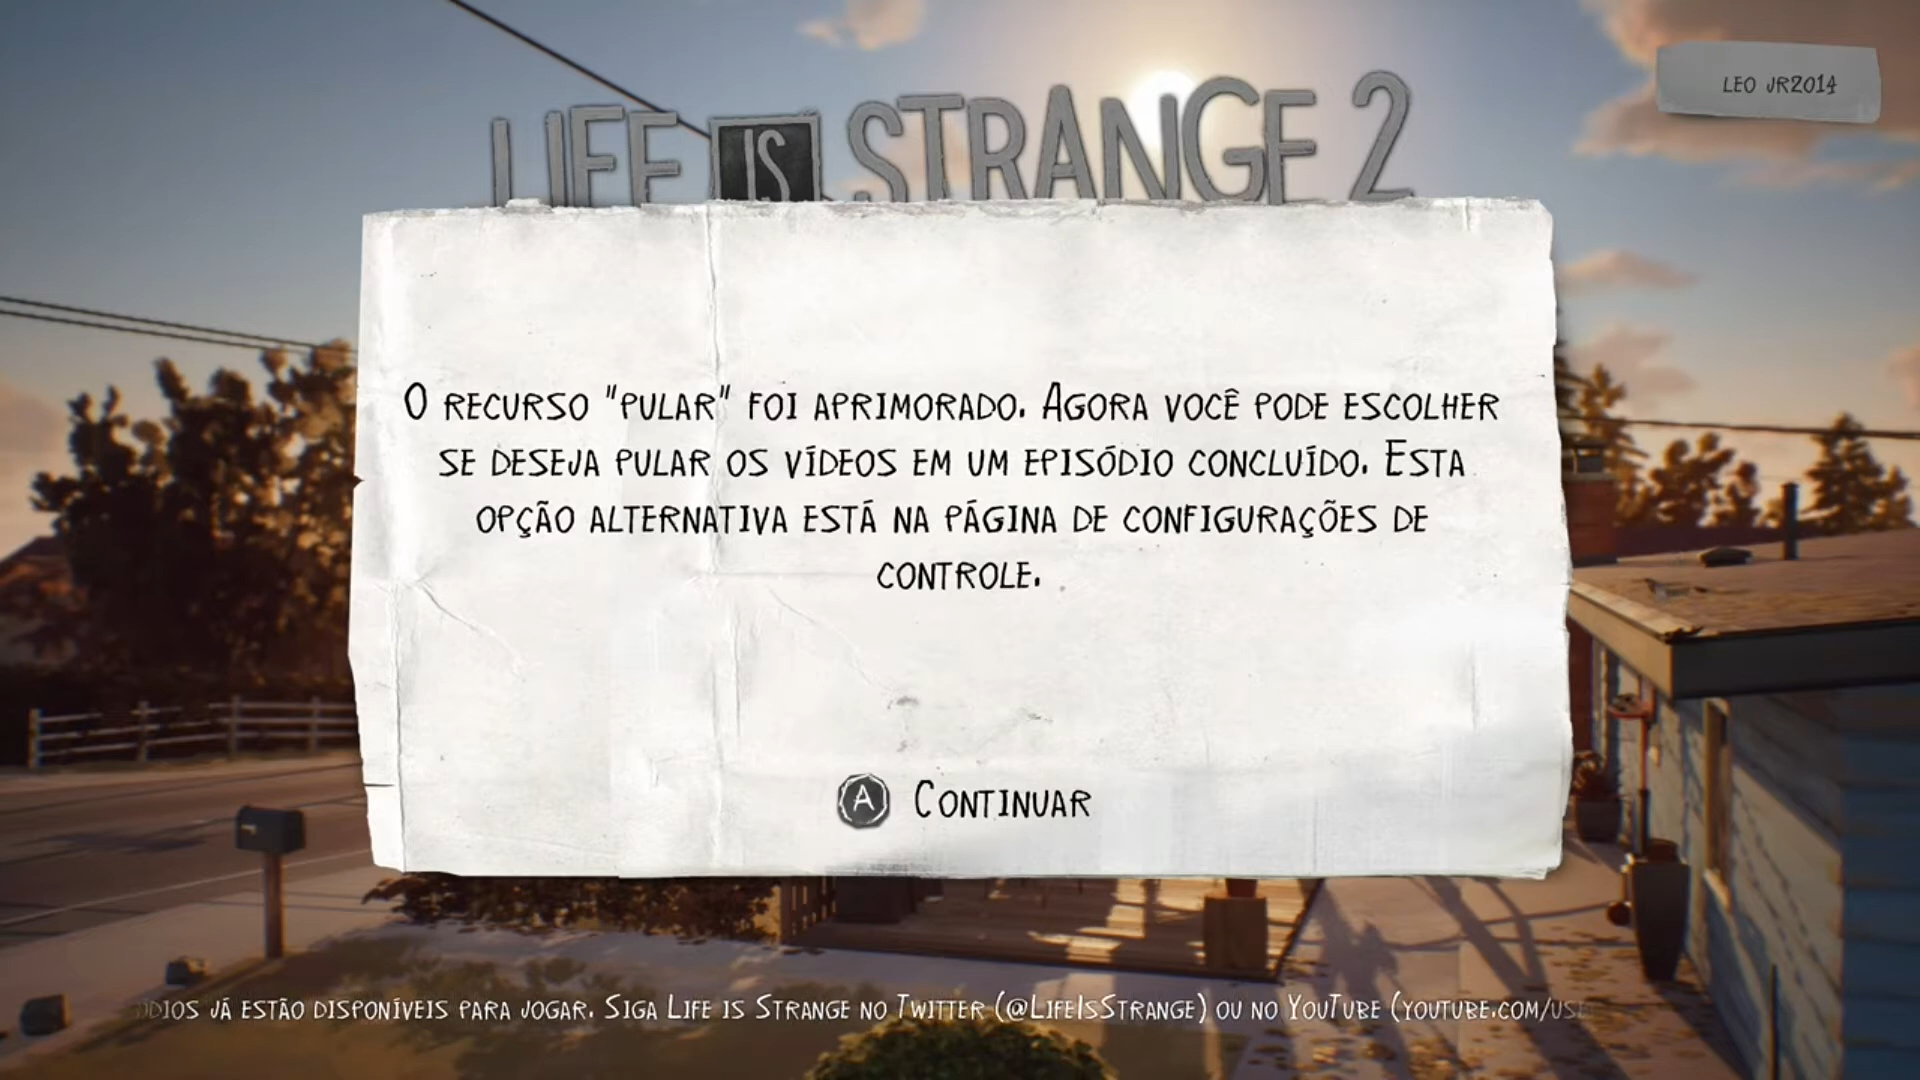 LEO JR2014
LIFE IS STRANGE 2
O RECURSO "PULAR" FOI APRIMORADO. AGORA VOCÊ PODE ESCOLHER
SE DESEJA PULAR OS VÍDEOS EM UM EPISÓDIO CONCLUÍDO. ESTA
OPÇÃO ALTERNATIVA ESTÁ NA PÁGINA DE CONFIGURAÇÕES DE
CONTROLE.
A CONTINUAR
DIOS JÁ ESTÃO DISPONÍVEIS PARA JOGAR. SIGA LIFE IS STRANGE NO TWITTER (@LIFEISSTRANGE) OU NO YOUTUBE (YOUTUBE.COM/USE